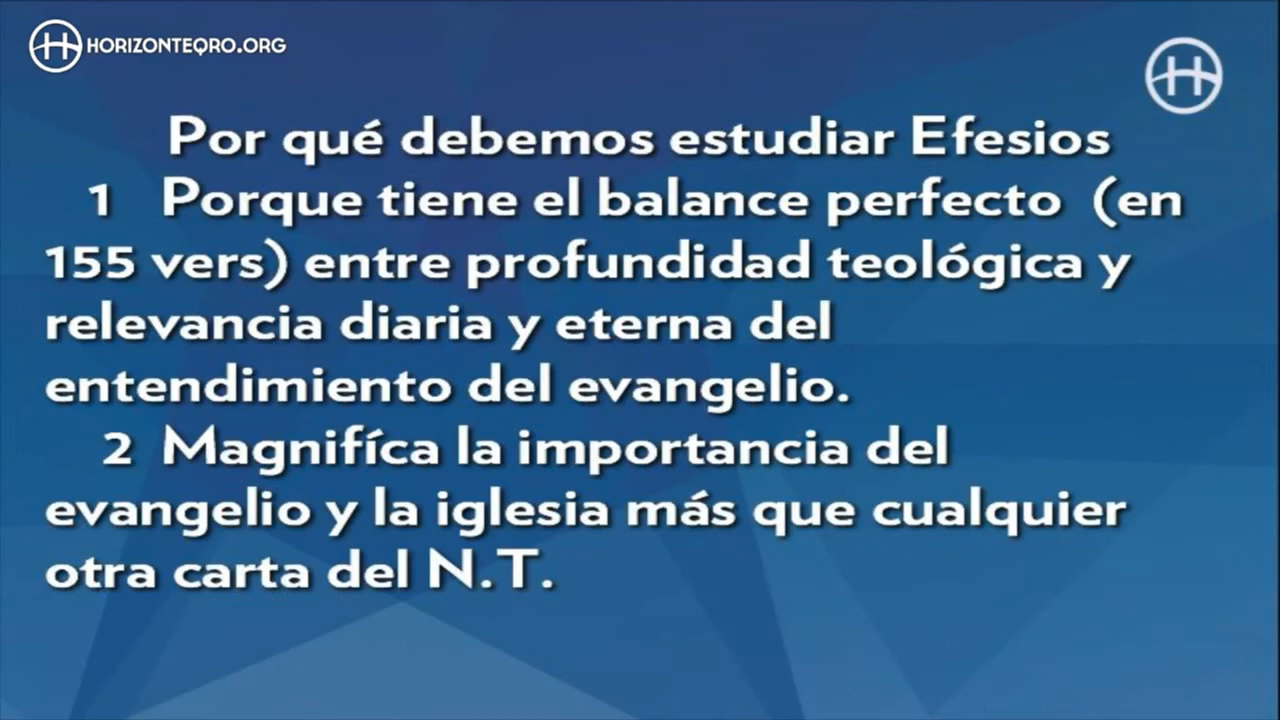 HORIZONTEQRO.ORG
Por qué debemos estudiar Efesios
1 Porque tiene el balance perfecto (en
155 vers) entre profundidad teológica y
relevancia diaria y eterna del
entendimiento del evangelio.
2 Magnifíca la importancia del
evangelio y la iglesia más que cualquier
otra carta del N.T.